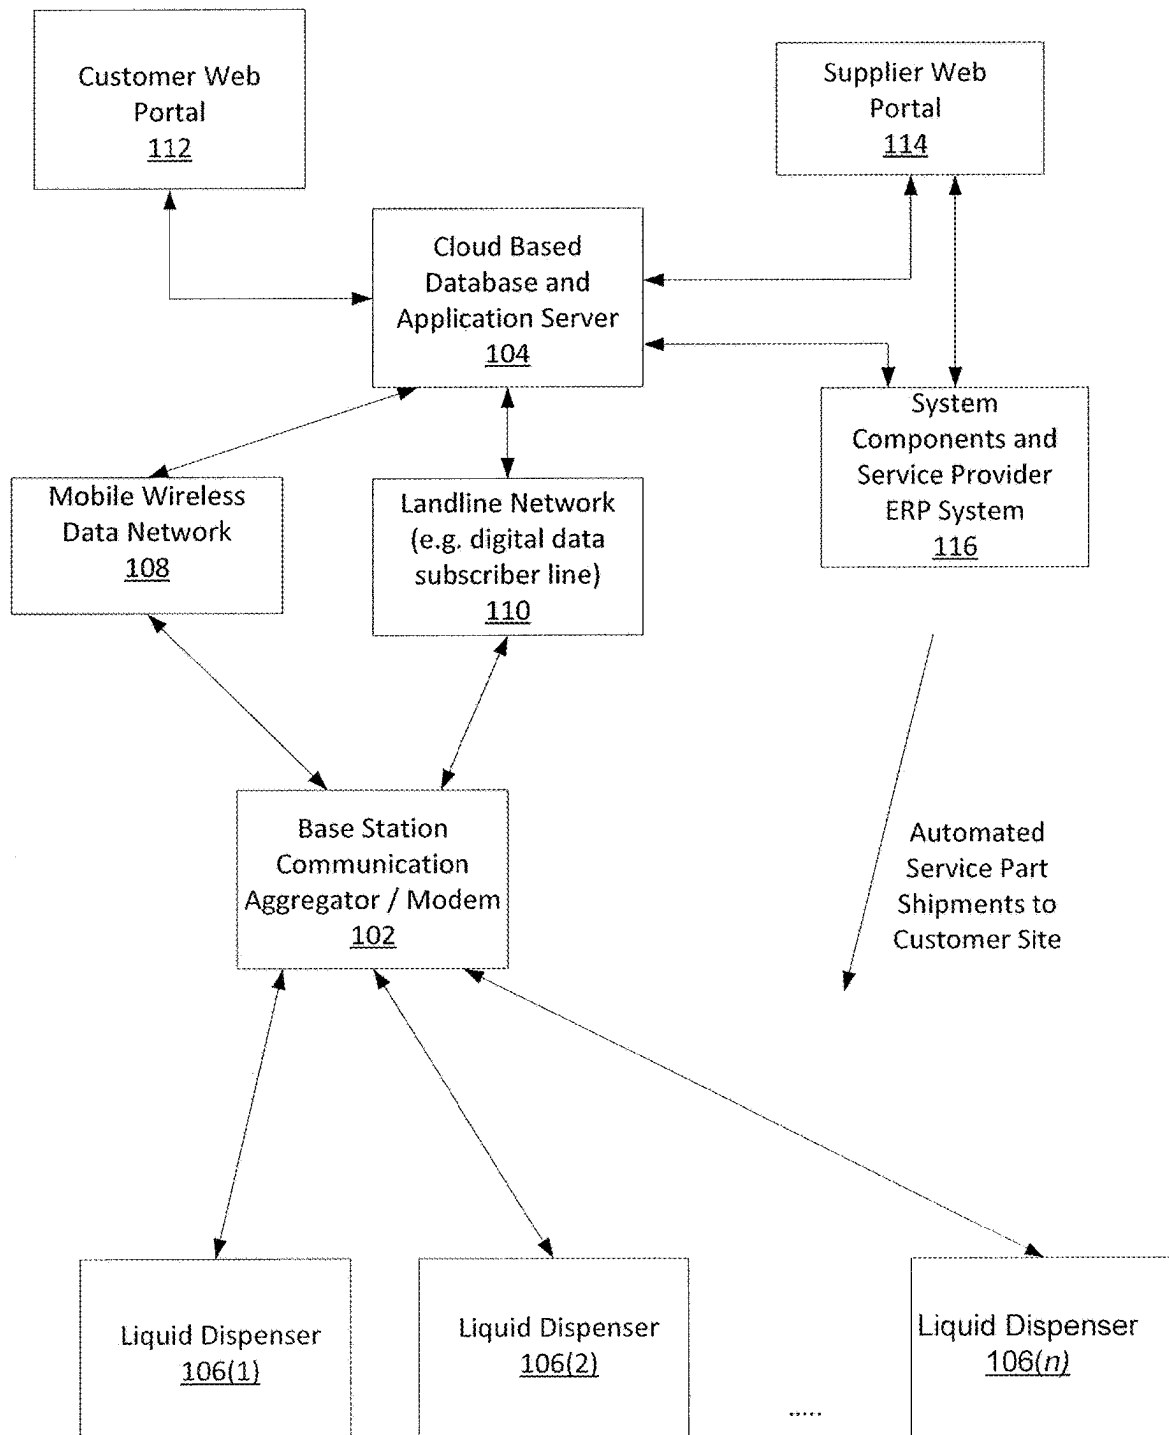 Customer Web
Portal
112
Supplier Web
Portal
114
Cloud Based
Database and
Application Server
104
System
Components and
Service Provider
ERP System
116
Mobile Wireless
Data Network
108
Landline Network
(e.g. digital data
subscriber line)
110
Base Station
Communication
Aggregator / Modem
102
Automated
Service Part
Shipments to
Customer Site
Liquid Dispenser
106(1)
Liquid Dispenser
106(2)
.....
Liquid Dispenser
106(n)